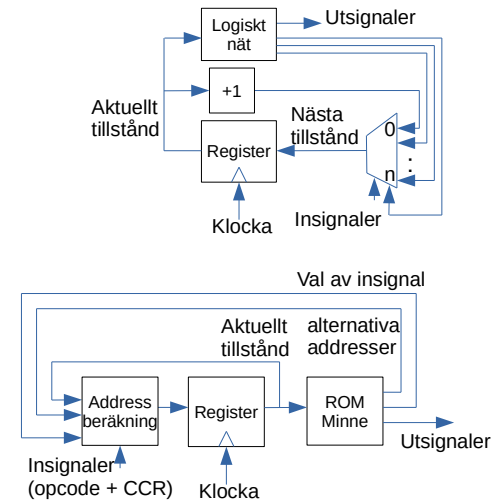 Logiskt
nät
Utsignaler
+1
Aktuellt
tillstånd
Nästa
tillstånd
0
Register
:
n
Insignaler
Klocka
Val av insignal
Aktuellt
tillstånd
alternativa
addresser
Address
beräkning
Register
ROM
Minne
Utsignaler
Insignaler
(opcode + CCR)
Klocka